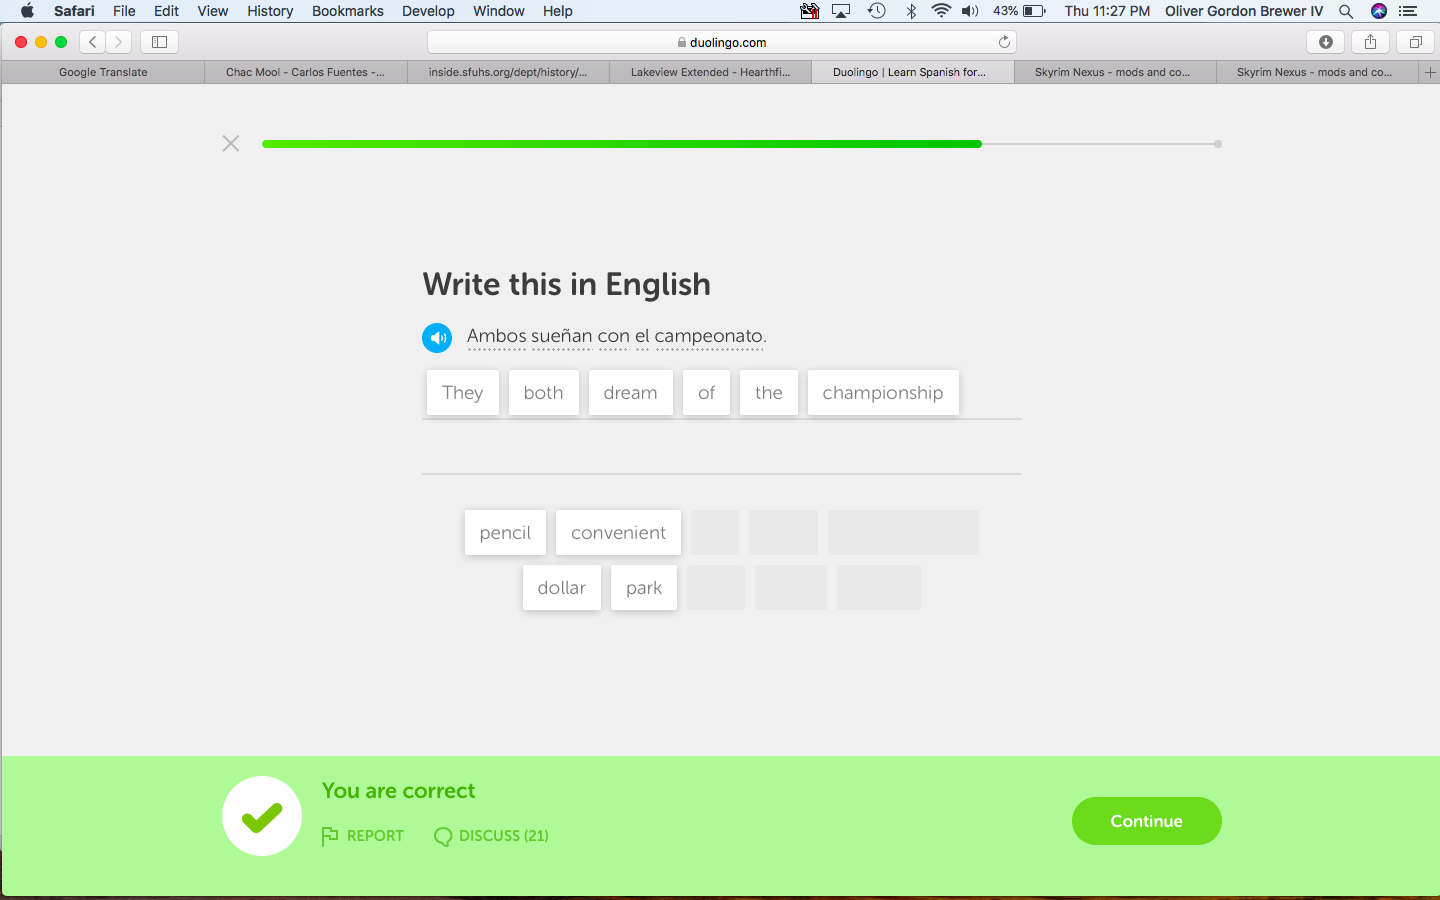 Safari File Edit View History Bookmarks Develop Window Help 43% Thu 11:27 PM Oliver Gordon Brewer IV
duolingo.com
Google Translate Chac Mool - Carlos Fuentes -... inside.sfuhs.org/dept/history/... Lakeview Extended - Hearthfi... Duolingo | Learn Spanish for... Skyrim Nexus - mods and co... Skyrim Nexus - mods and co...
Write this in English
Ambos sueñan con el campeonato.
They both dream of the championship
pencil convenient
dollar park
You are correct
REPORT DISCUSS (21)
Continue